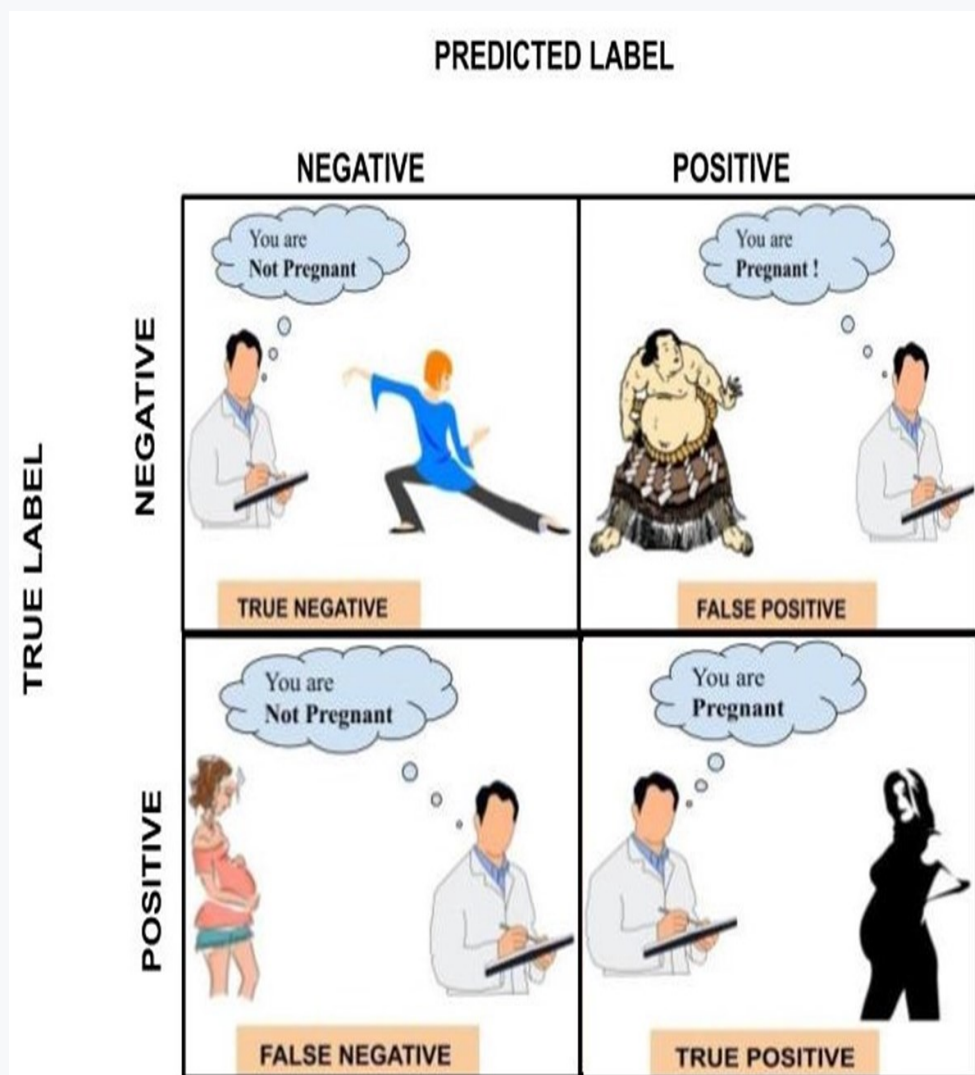 PREDICTED LABEL
NEGATIVE
POSITIVE
TRUE LABEL
NEGATIVE
You are
Not Pregnant
TRUE NEGATIVE
You are
Pregnant !
FALSE POSITIVE
POSITIVE
You are
Not Pregnant
FALSE NEGATIVE
You are
Pregnant
TRUE POSITIVE